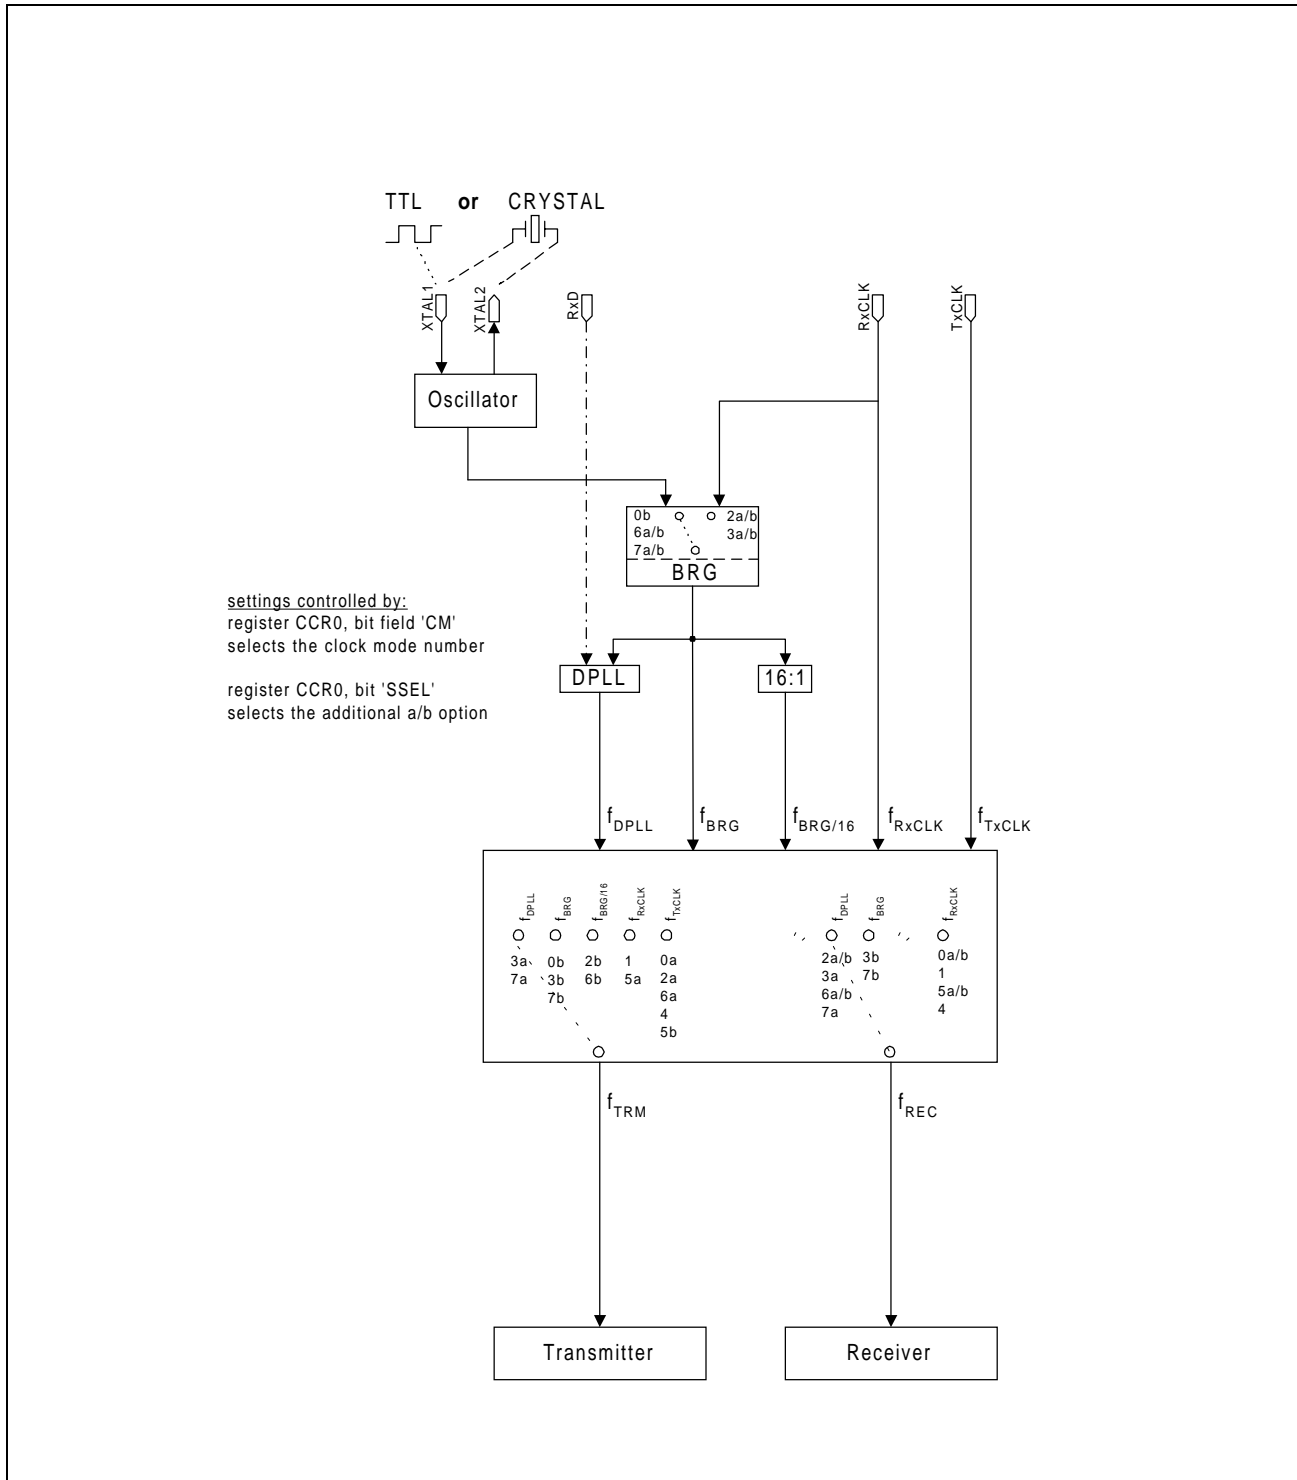 TTL or CRYSTAL
XTAL1
XTAL2
RxD
RxCLK
TxCLK
Oscillator
0b 2a/b
6a/b 3a/b
7a/b
BRG
settings controlled by:
register CCR0, bit field 'CM'
selects the clock mode number
register CCR0, bit 'SSEL'
selects the additional a/b option
DPLL
16:1
fDPLL fBRG fBRG/16 fRxCLK fTxCLK
fDPLL fBRG fBRG/16 fRxCLK fTxCLK
3a 0b 2b 1 0a
7a 3b 6b 5a 2a
7b 6a
4
5b
fDPLL fBRG fRxCLK
2a/b 3b 0a/b
3a 7b 1
6a/b 5a/b
7a 4
fTRM
fREC
Transmitter
Receiver